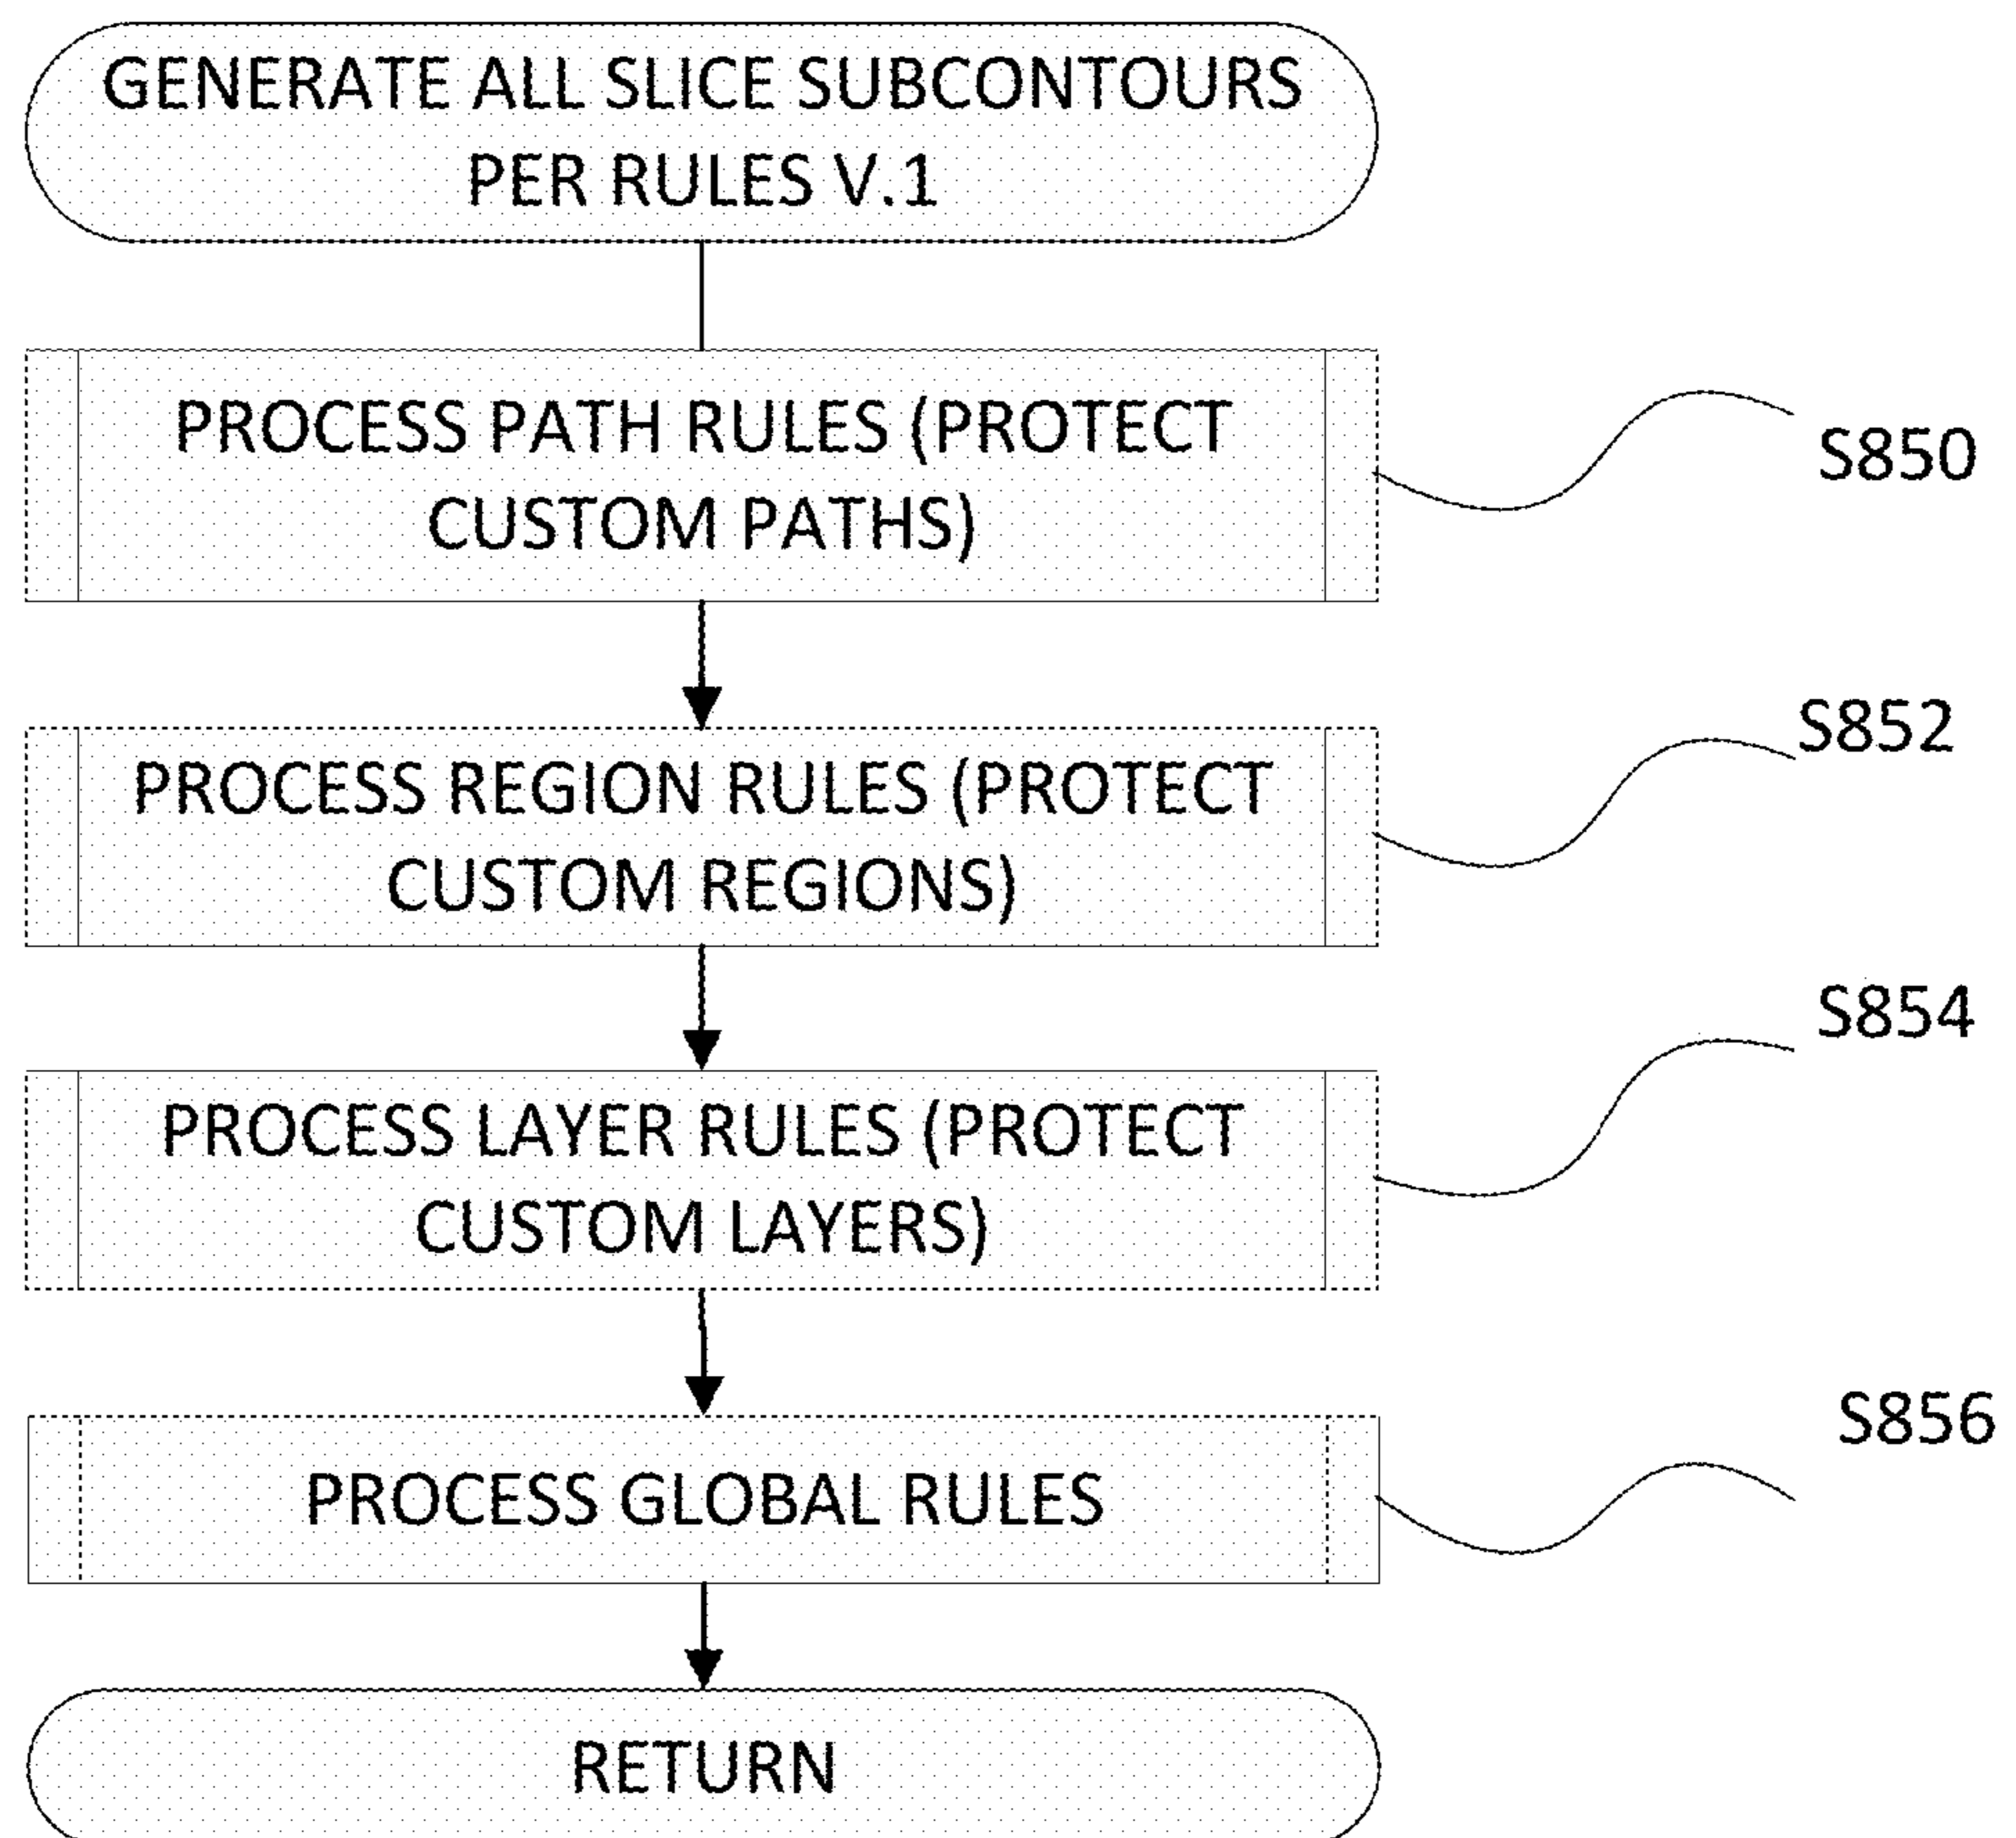 GENERATE ALL SLICE SUBCONTOURS
PER RULES V.1
PROCESS PATH RULES (PROTECT
CUSTOM PATHS)
S850
PROCESS REGION RULES (PROTECT
CUSTOM REGIONS)
S852
PROCESS LAYER RULES (PROTECT
CUSTOM LAYERS)
S854
PROCESS GLOBAL RULES
S856
RETURN